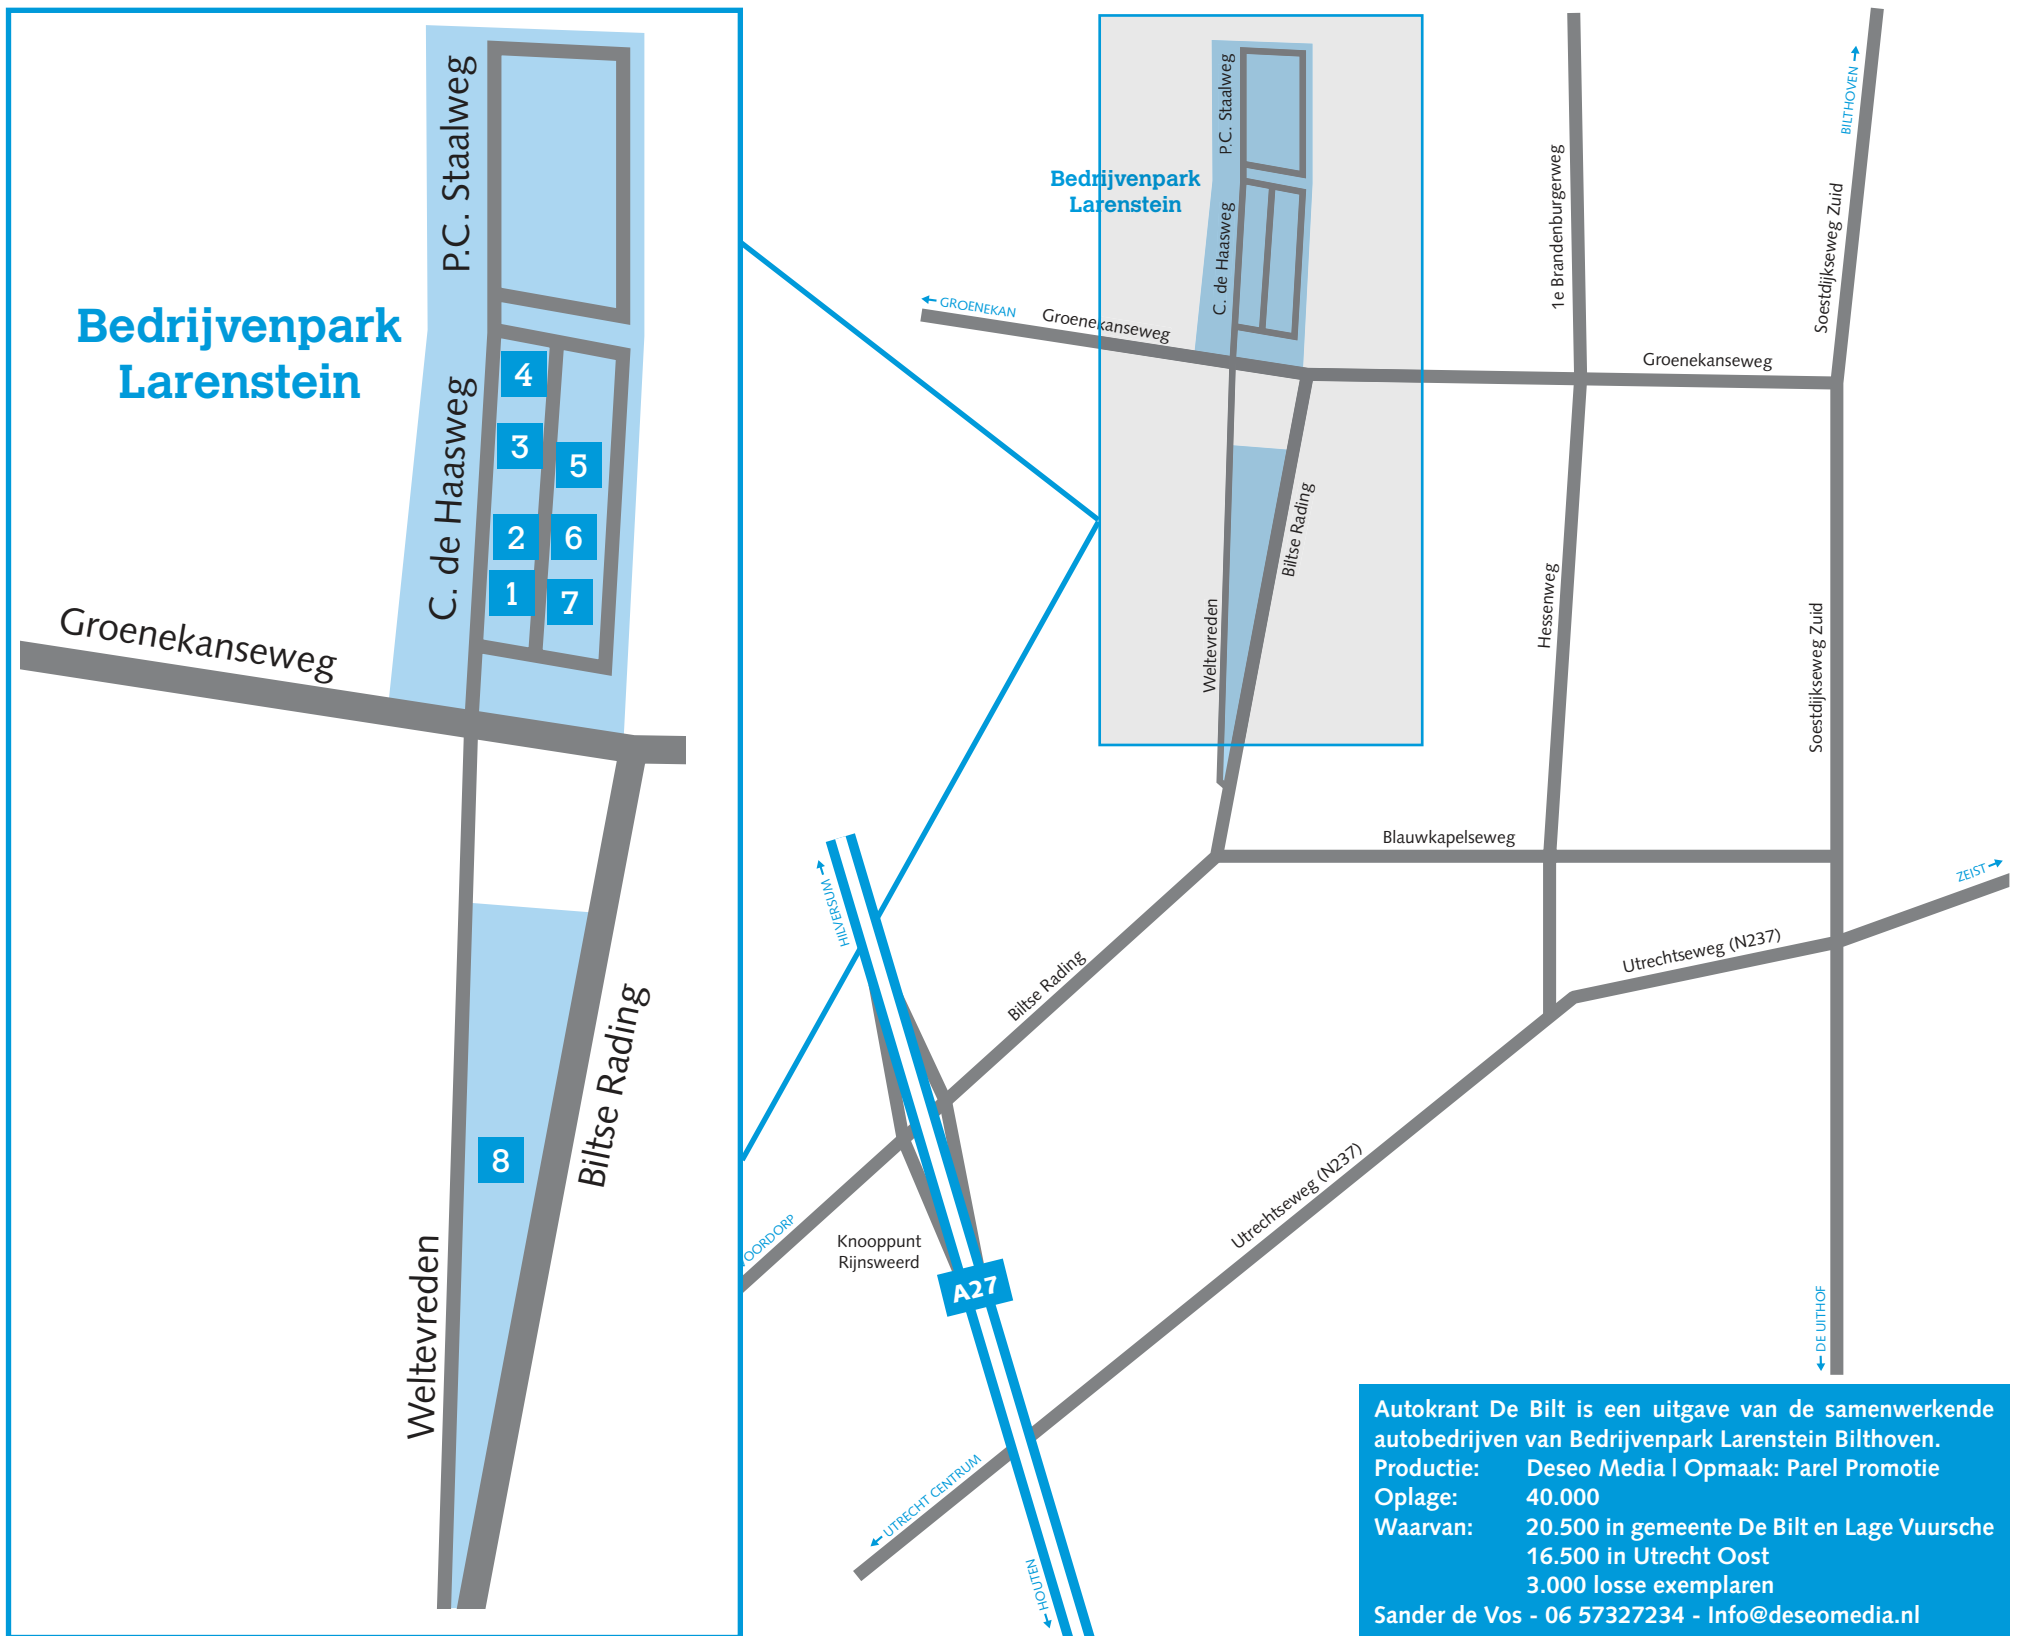 Bedrijvenpark
Larenstein
P.C. Staalweg
C. de Haasweg
4
3
5
2
6
1
7
Groenekanseweg
8
Biltse Rading
Weltevreden
Bedrijvenpark
Larenstein
P.C. Staalweg
C. de Haasweg
GROENEKAN
Groenekanseweg
1e Brandenburgerweg
BILTHOVEN
Soestdijkseweg Zuid
Groenekanseweg
Biltse Rading
Weltevreden
Hessenweg
Soestdijkseweg Zuid
Blauwkapelseweg
HILVERSUM
ZEIST
Utrechtseweg (N237)
Biltse Rading
OORDORP
Knooppunt
Rijnsweerd
A27
Utrechtseweg (N237)
DE UITHOF
UTRECHT CENTRUM
HOUTEN
Autokrant De Bilt is een uitgave van de samenwerkende
autobedrijven van Bedrijvenpark Larenstein Bilthoven.
Productie: Deseo Media | Opmaak: Parel Promotie
Oplage: 40.000
Waarvan: 20.500 in gemeente De Bilt en Lage Vuursche
16.500 in Utrecht Oost
3.000 losse exemplaren
Sander de Vos - 06 57327234 - Info@deseomedia.nl